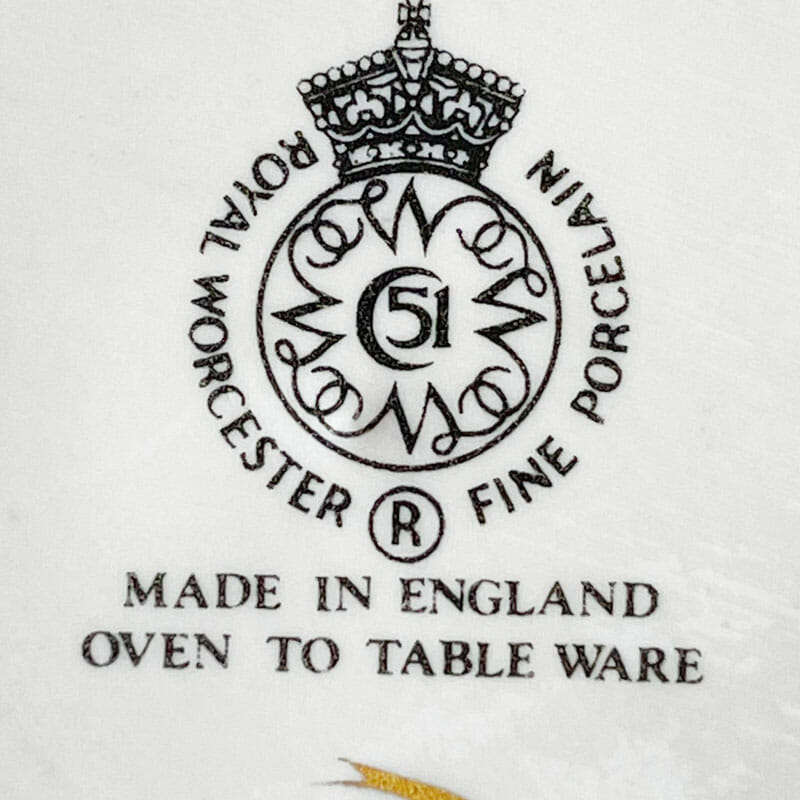 ROYAL WORCESTER ® FINE PORCELAIN
51
MADE IN ENGLAND
OVEN TO TABLE WARE